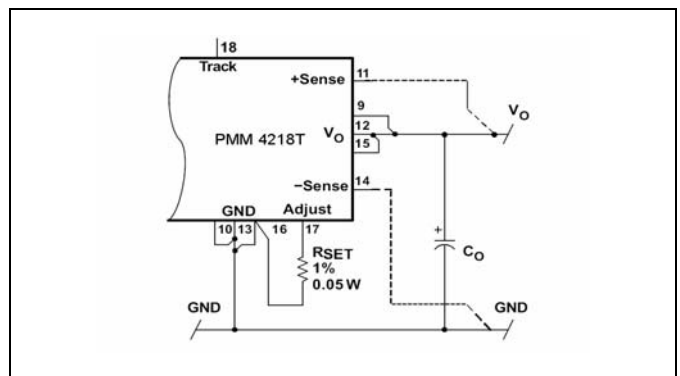 18
Track
+Sense
11
9
12
15
VO
VO
PMM 4218T
−Sense
14
GND
Adjust
10
13
16
17
RSET
1%
0.05 W
+
CO
GND
GND